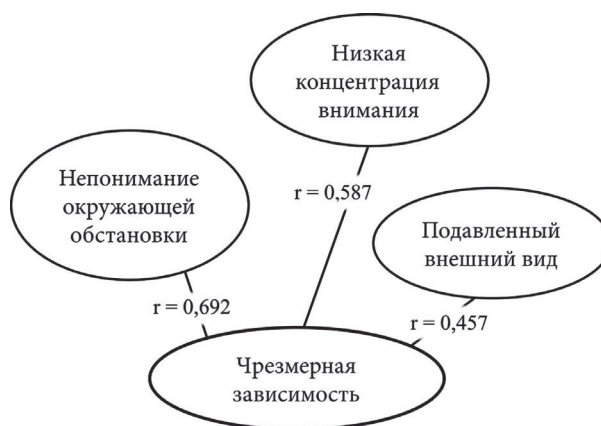 Низкая
концентрация
внимания
Непонимание
окружающей
обстановки
r = 0,587
Подавленный
внешний вид
r = 0,692
r = 0,457
Чрезмерная
зависимость